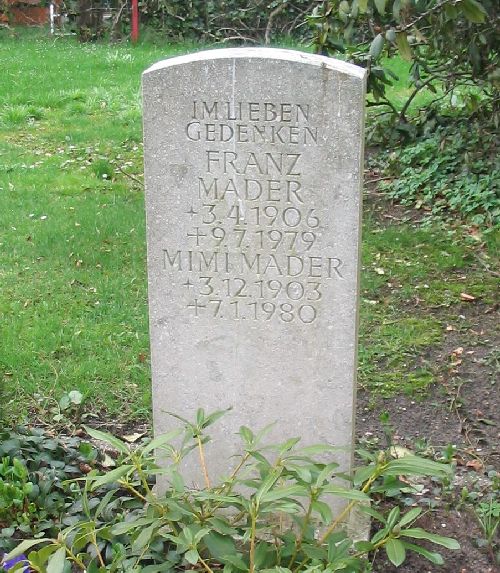 IM LIEBEN
GEDENKEN
FRANZ
MADER
*3.4.1906
+9.7.1979
MIMI MADER
*3.12.1903
+7.1.1980